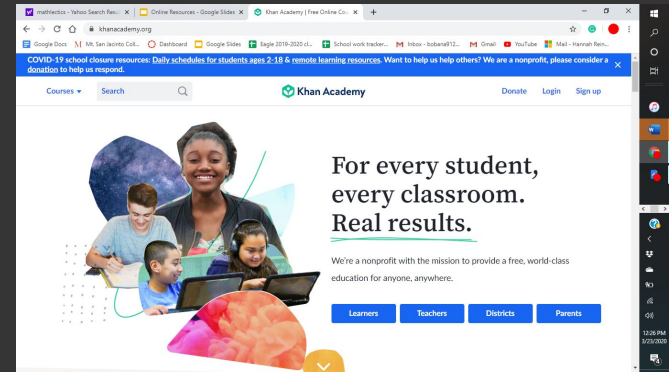 mathlectics - Yahoo Search Resu
Online Resources - Google Slides
Khan Academy | Free Online Cou
khanacademy.org
Google Docs
Mt. San Jacinto Coll...
Dashboard
Google Slides
Eagle 2019-2020 cl...
School work tracker...
Inbox - bobana912...
Gmail
YouTube
Mail - Hannah Rein...
COVID-19 school closure resources: Daily schedules for students ages 2-18 & remote learning resources. Want to help us help others? We are a nonprofit, please consider a
donation to help us respond.
Courses
Search
Khan Academy
Donate
Login
Sign up
For every student,
every classroom.
Real results.
We're a nonprofit with the mission to provide a free, world-class
education for anyone, anywhere.
Learners
Teachers
Districts
Parents
12:26 PM
3/23/2020